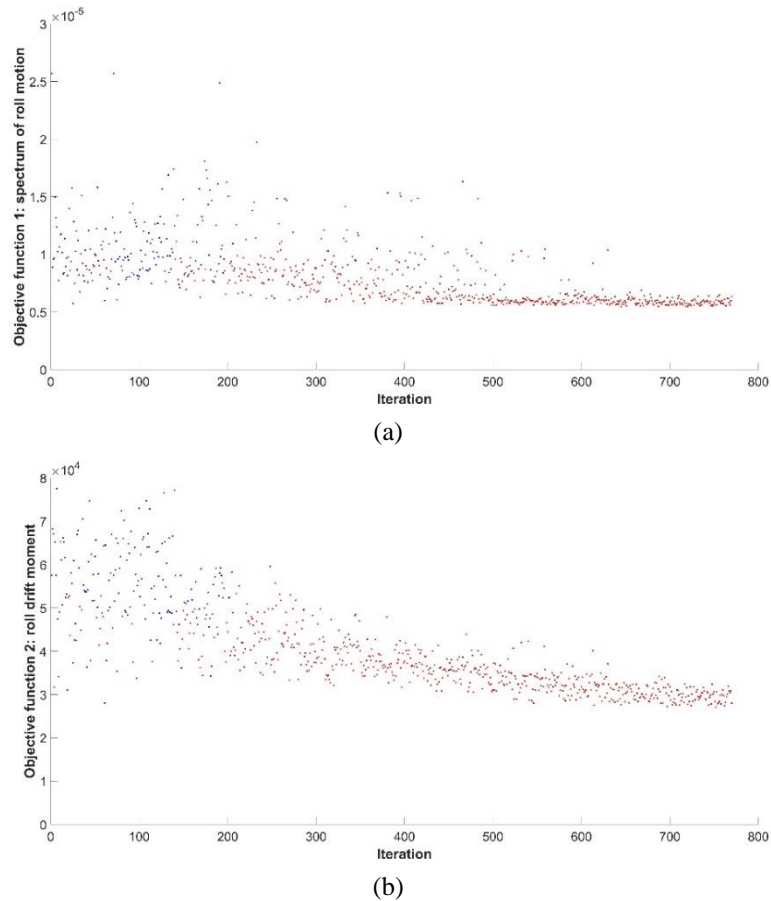 ×10⁻⁵
3
2.5
2
1.5
1
0.5
0
Objective function 1: spectrum of roll motion
0 100 200 300 400 500 600 700 800
Iteration
(a)
×10⁴
8
7
6
5
4
3
2
1
0
Objective function 2: roll drift moment
0 100 200 300 400 500 600 700 800
Iteration
(b)